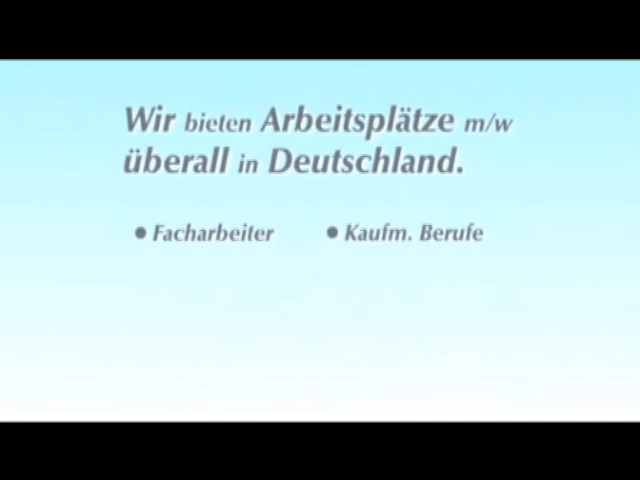 Wir bieten Arbeitsplätze m/w
überall in Deutschland.
• Facharbeiter • Kaufm. Berufe